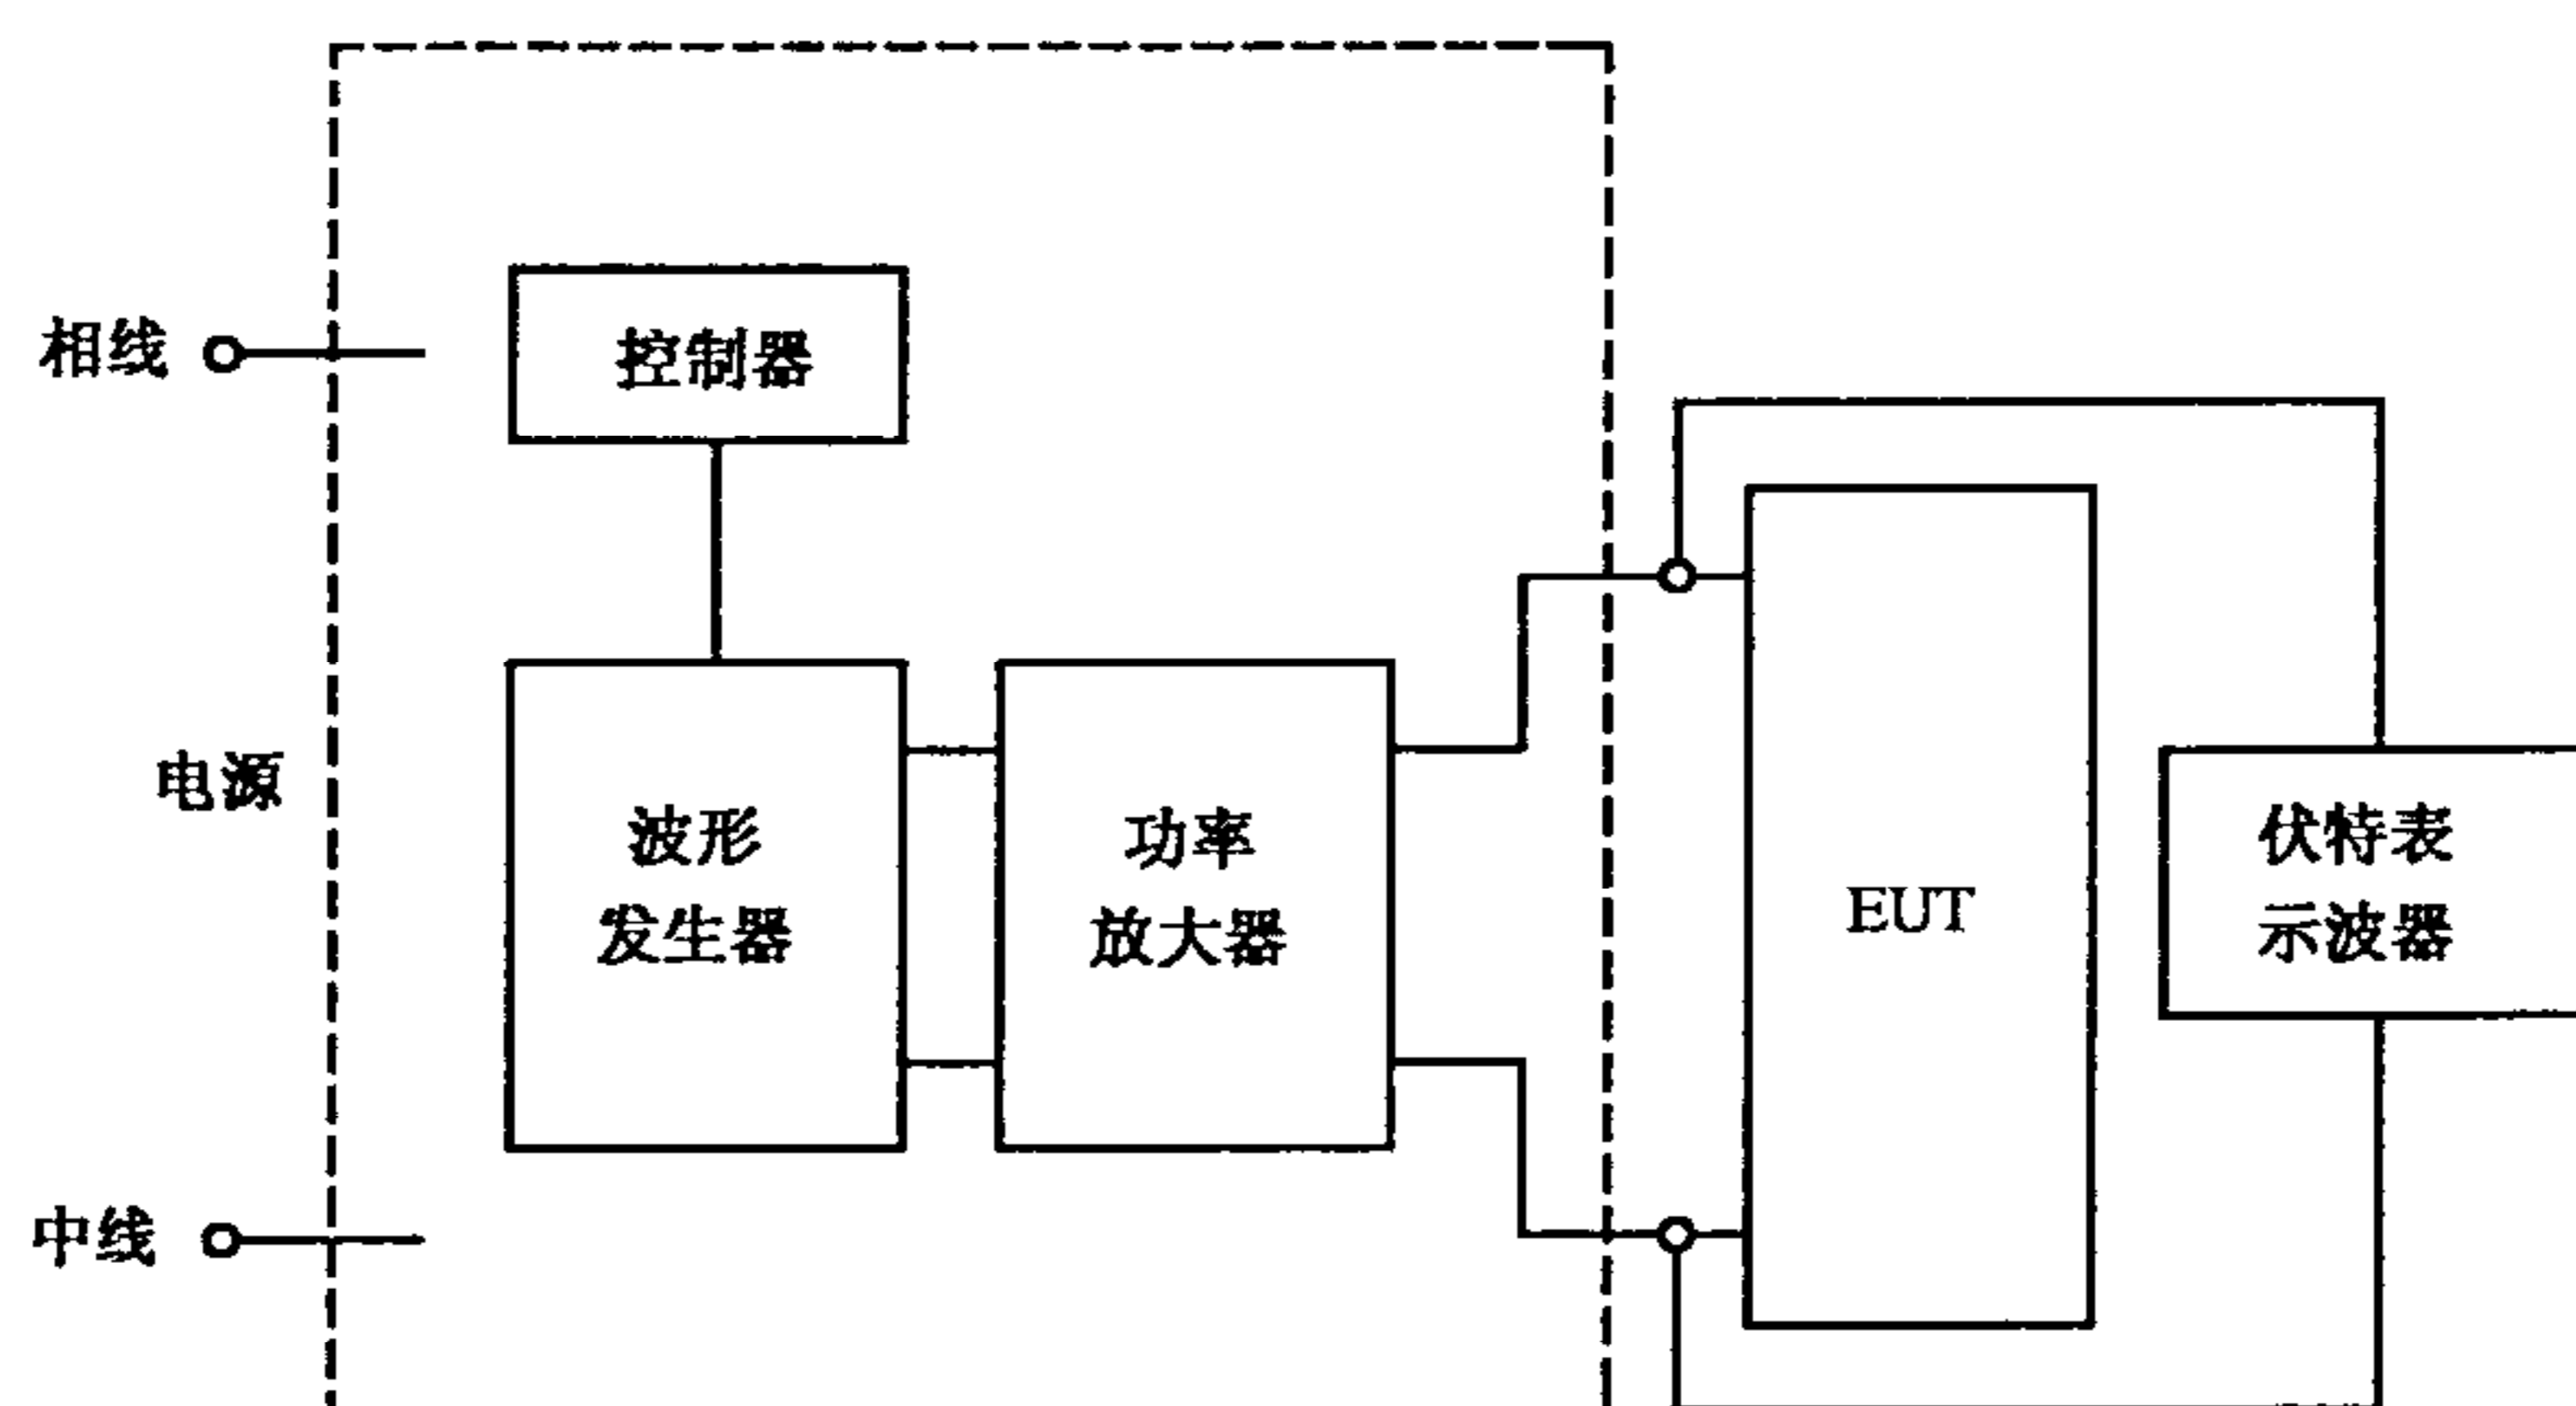 相线
控制器
电源
波形
发生器
功率
放大器
EUT
伏特表
示波器
中线